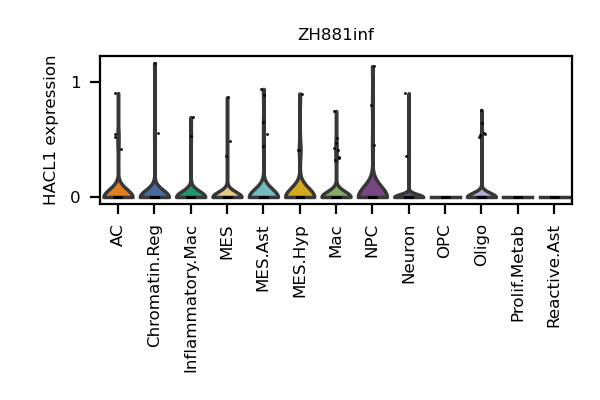 ZH881inf
HACL1 expression
1
0
AC
Chromatin.Reg
Inflammatory.Mac
MES
MES.Ast
MES.Hyp
Mac
NPC
Neuron
OPC
Oligo
Prolif.Metab
Reactive.Ast